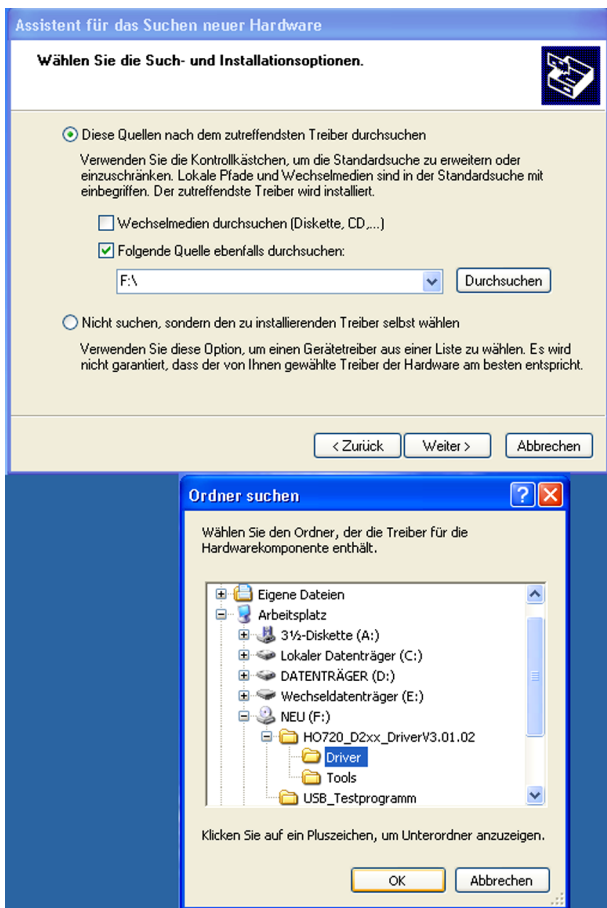 Assistent für das Suchen neuer Hardware
Wählen Sie die Such- und Installationsoptionen.
Diese Quellen nach dem zutreffendsten Treiber durchsuchen
Verwenden Sie die Kontrollkästchen, um die Standardsuche zu erweitern oder
einzuschränken. Lokale Pfade und Wechselmedien sind in der Standardsuche mit
einbegriffen. Der zutreffendste Treiber wird installiert.
Wechselmedien durchsuchen (Diskette, CD,...)
Folgende Quelle ebenfalls durchsuchen:
F:\
Durchsuchen
Nicht suchen, sondern den zu installierenden Treiber selbst wählen
Verwenden Sie diese Option, um einen Gerätetreiber aus einer Liste zu wählen. Es wird
nicht garantiert, dass der von Ihnen gewählte Treiber der Hardware am besten entspricht.
< Zurück Weiter > Abbrechen
Ordner suchen
Wählen Sie den Ordner, der die Treiber für die
Hardwarekomponente enthält.
Eigene Dateien
Arbeitsplatz
3½-Diskette (A:)
Lokaler Datenträger (C:)
DATENTRÄGER (D:)
Wechseldatenträger (E:)
NEU (F:)
HO720_D2xx_DriverV3.01.02
Driver
Tools
USB_Testprogramm
Klicken Sie auf ein Pluszeichen, um Unterordner anzuzeigen.
OK Abbrechen